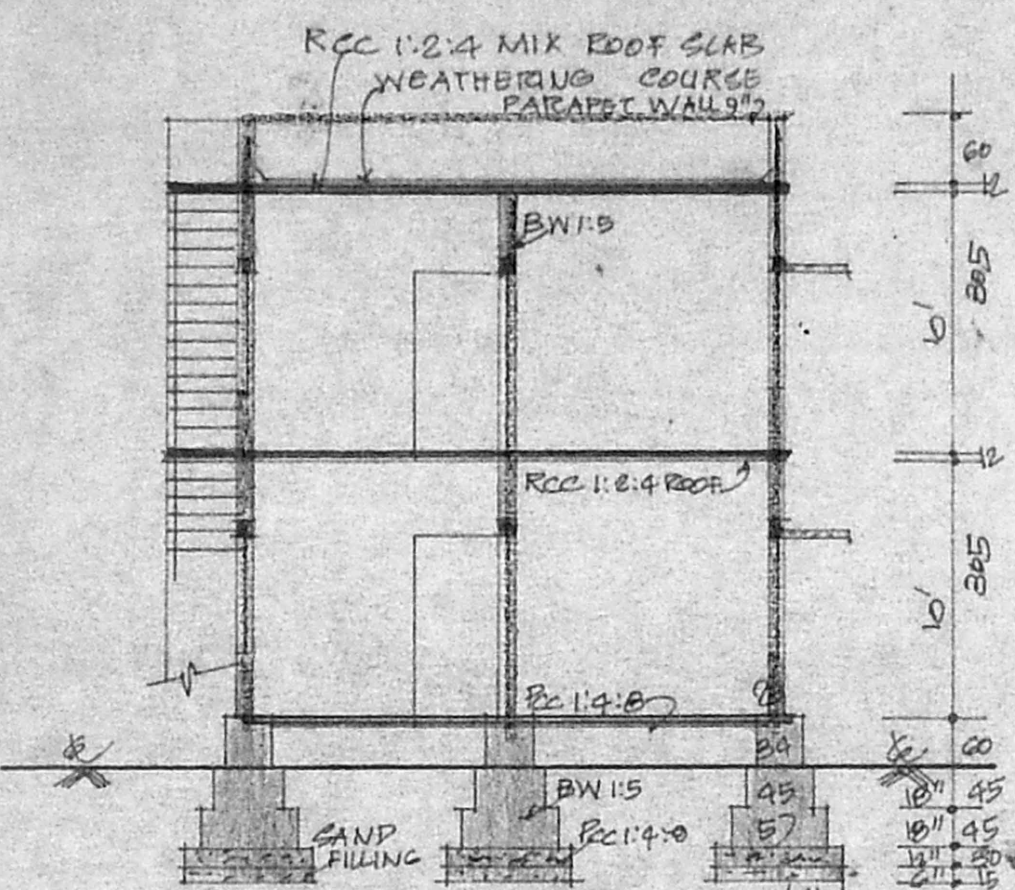 RCC 1:2:4 MIX ROOF SLAB
WEATHERING COURSE
PARAPET WALL 9"
60
12
BW 1:5
305
10'
12
RCC 1:2:4 ROOF
305
10'
PCC 1:4:8
34
60
BW 1:5
45
18" 45
SAND
FILLING
PCC 1:4:8
57
18" 45
12" 30
6" 15